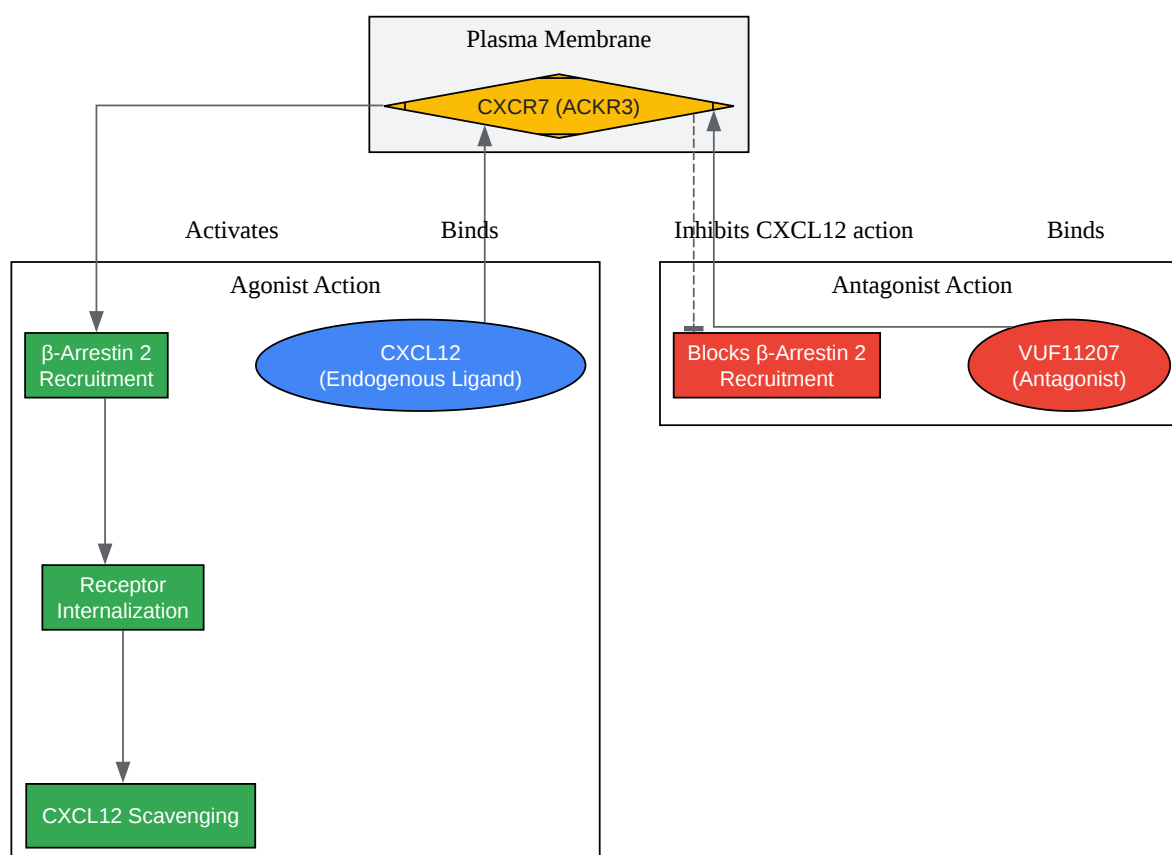 Plasma Membrane
CXCR7 (ACKR3)
Activates
Binds
Inhibits CXCL12 action
Binds
Agonist Action
β-Arrestin 2
Recruitment
CXCL12
(Endogenous Ligand)
Receptor
Internalization
CXCL12 Scavenging
Antagonist Action
Blocks β-Arrestin 2
Recruitment
VUF11207
(Antagonist)